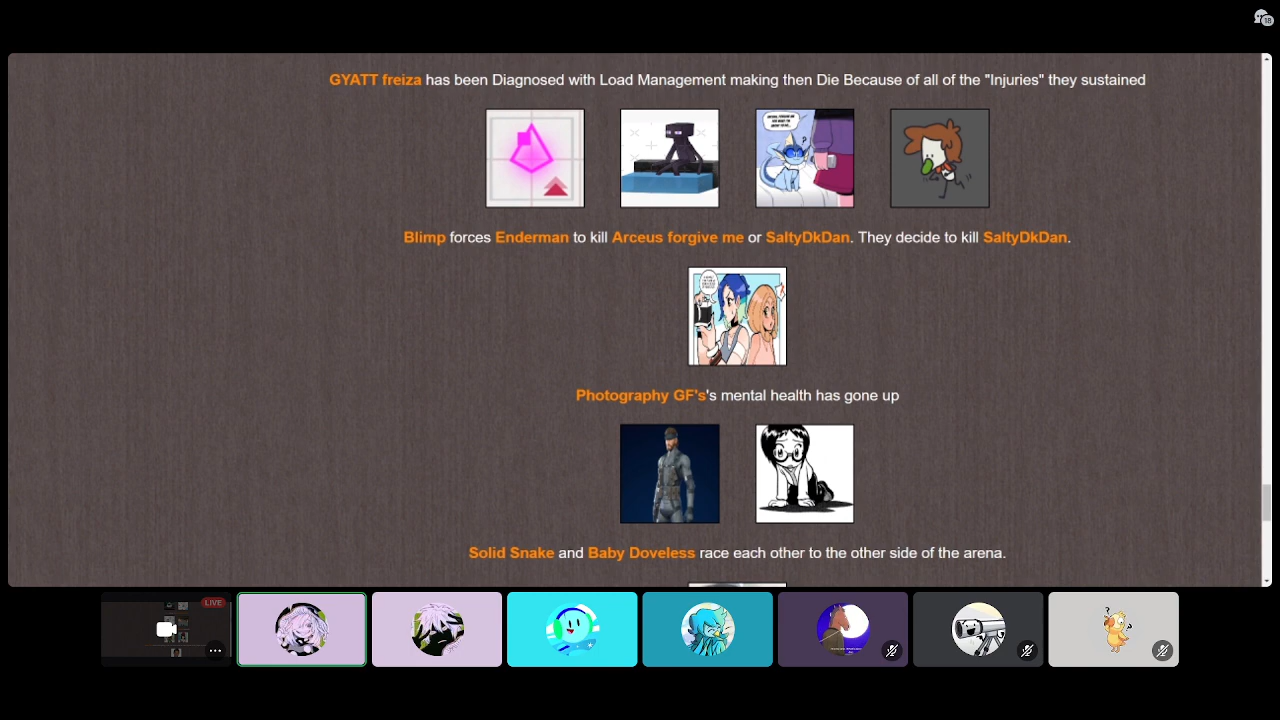 18
GYATT freiza has been Diagnosed with Load Management making then Die Because of all of the "Injuries" they sustained
Blimp forces Enderman to kill Arceus forgive me or SaltyDkDan. They decide to kill SaltyDkDan.
Photography GF's's mental health has gone up
Solid Snake and Baby Doveless race each other to the other side of the arena.
LIVE